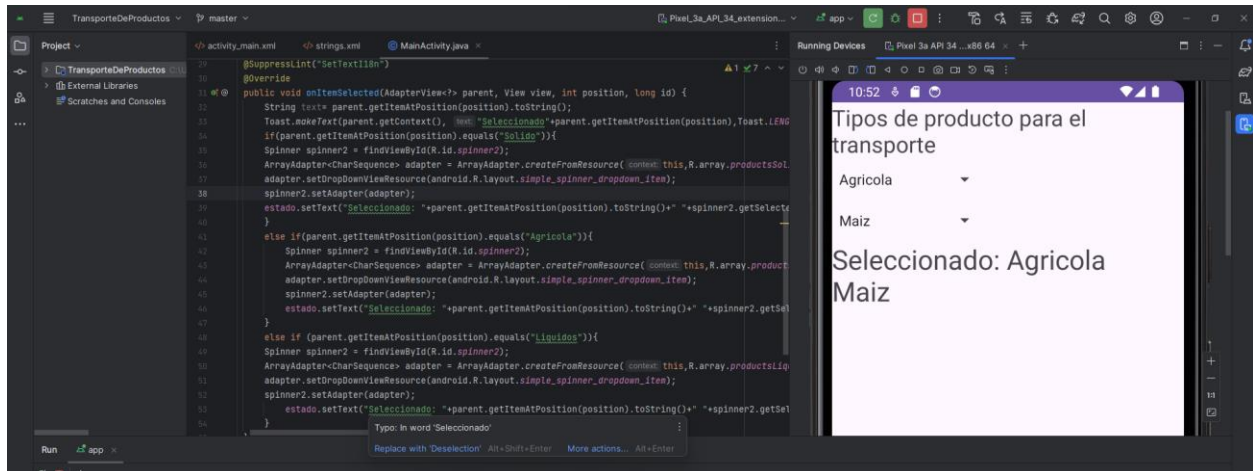 TransporteDeProductos
master
Pixel_3a_API_34_extension...
app
Project
activity_main.xml
strings.xml
MainActivity.java
Running Devices
Pixel 3a API 34 ...x86 64
TransporteDeProductos
External Libraries
Scratches and Consoles
1 7
29 @SuppressLint("SetTextI18n")
30 @Override
31 public void onItemSelected(AdapterView<?> parent, View view, int position, long id) {
32 String text= parent.getItemAtPosition(position).toString();
33 Toast.makeText(parent.getContext(), text: "Seleccionado"+parent.getItemAtPosition(position),Toast.LENG
34 if(parent.getItemAtPosition(position).equals("Solido")){
35 Spinner spinner2 = findViewById(R.id.spinner2);
36 ArrayAdapter<CharSequence> adapter = ArrayAdapter.createFromResource( context: this,R.array.productsSol
37 adapter.setDropDownViewResource(android.R.layout.simple_spinner_dropdown_item);
38 spinner2.setAdapter(adapter);
39 estado.setText("Seleccionado: "+parent.getItemAtPosition(position).toString()+" "+spinner2.getSelecte
40 }
41 else if(parent.getItemAtPosition(position).equals("Agricola")){
42 Spinner spinner2 = findViewById(R.id.spinner2);
43 ArrayAdapter<CharSequence> adapter = ArrayAdapter.createFromResource( context: this,R.array.product
44 adapter.setDropDownViewResource(android.R.layout.simple_spinner_dropdown_item);
45 spinner2.setAdapter(adapter);
46 estado.setText("Seleccionado: "+parent.getItemAtPosition(position).toString()+" "+spinner2.getSel
47 }
48 else if (parent.getItemAtPosition(position).equals("Liquidos")){
49 Spinner spinner2 = findViewById(R.id.spinner2);
50 ArrayAdapter<CharSequence> adapter = ArrayAdapter.createFromResource( context: this,R.array.productsLiq
51 adapter.setDropDownViewResource(android.R.layout.simple_spinner_dropdown_item);
52 spinner2.setAdapter(adapter);
53 estado.setText("Seleccionado: "+parent.getItemAtPosition(position).toString()+" "+spinner2.getSel
54 }
Typo: In word 'Seleccionado'
Replace with 'Deselection' Alt+Shift+Enter More actions... Alt+Enter
10:52
Tipos de producto para el
transporte
Agricola
Maiz
Seleccionado: Agricola
Maiz
1:1
Run
app